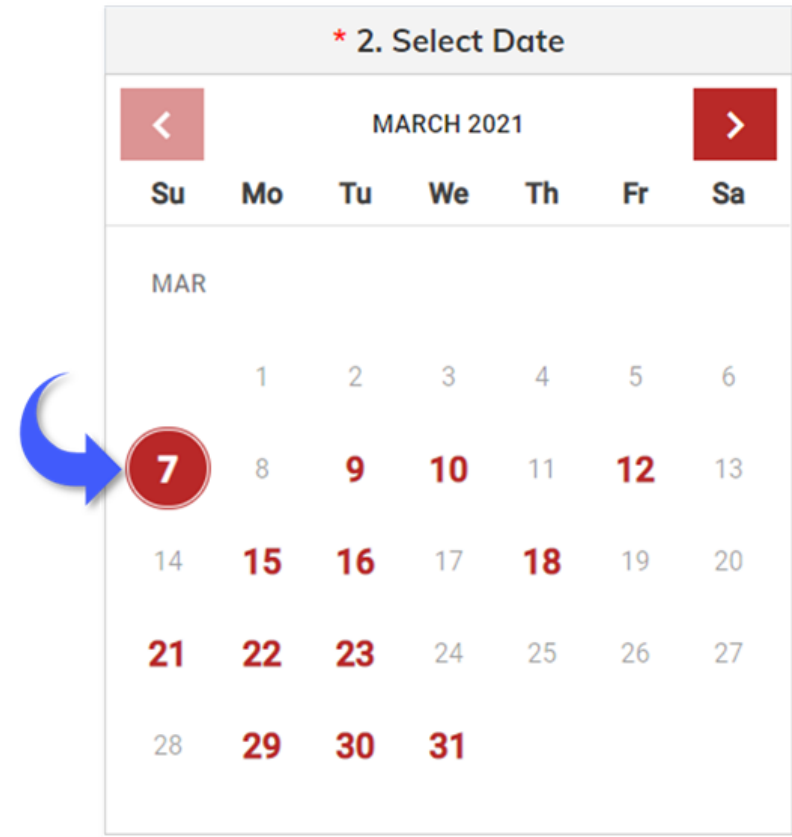 * 2. Select Date
MARCH 2021
Su Mo Tu We Th Fr Sa
MAR
1 2 3 4 5 6
7 8 9 10 11 12 13
14 15 16 17 18 19 20
21 22 23 24 25 26 27
28 29 30 31